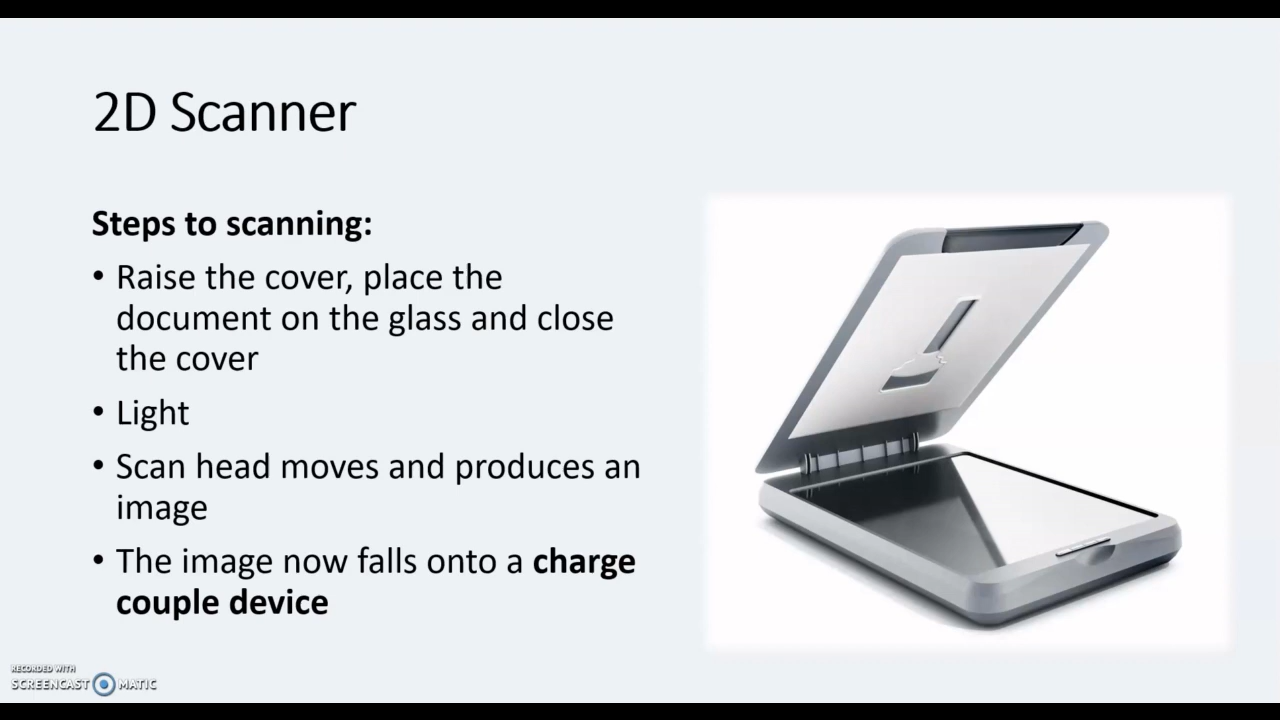 2D Scanner
Steps to scanning:
• Raise the cover, place the
document on the glass and close
the cover
• Light
• Scan head moves and produces an
image
• The image now falls onto a charge
couple device
RECORDED WITH
SCREENCAST MATIC